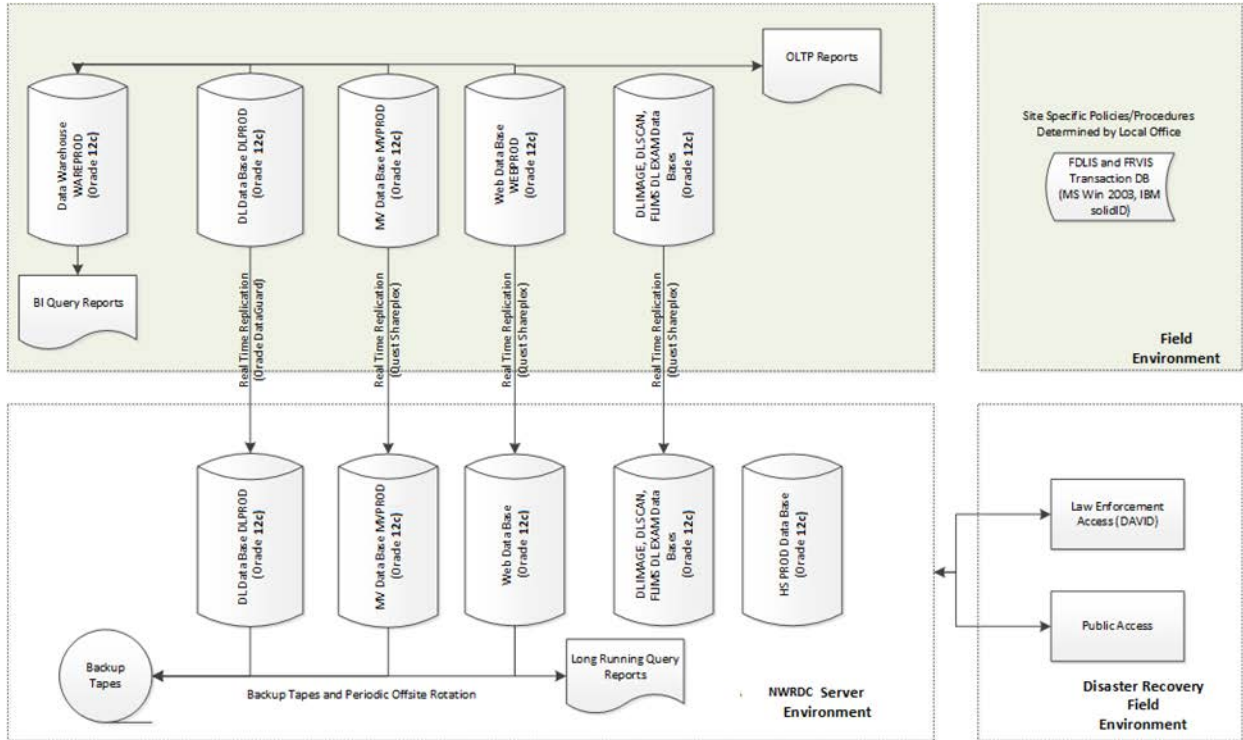 OLTP Reports
Data Warehouse
WAREPROD
(Oracle 12c)
DL Data Base DLPROD
(Oracle 12c)
MV Data Base MVPROD
(Oracle 12c)
Web Data Base
WEBPROD
(Oracle 12c)
DLIMAGE, DLSCAN,
FIJMS DL EXAM Data
Bases
(Oracle 12c)
BI Query Reports
Real Time Replication
(Oracle DataGuard)
Real Time Replication
(Quest Shareplex)
Real Time Replication
(Quest Shareplex)
Real Time Replication
(Quest Shareplex)
Site Specific Policies/Procedures
Determined by Local Office
FDLIS and FRVIS
Transaction DB
(MS Win 2003, IBM
solidID)
Field
Environment
DL Data Base DLPROD
(Oracle 12c)
MV Data Base MVPROD
(Oracle 12c)
Web Data Base
(Oracle 12c)
DLIMAGE, DLSCAN,
FIJMS DL EXAM Data
Bases
(Oracle 12c)
HS PROD Data Base
(Oracle 12c)
Backup
Tapes
Backup Tapes and Periodic Offsite Rotation
Long Running Query
Reports
NWRDC Server
Environment
Law Enforcement
Access (DAVID)
Public Access
Disaster Recovery
Field
Environment